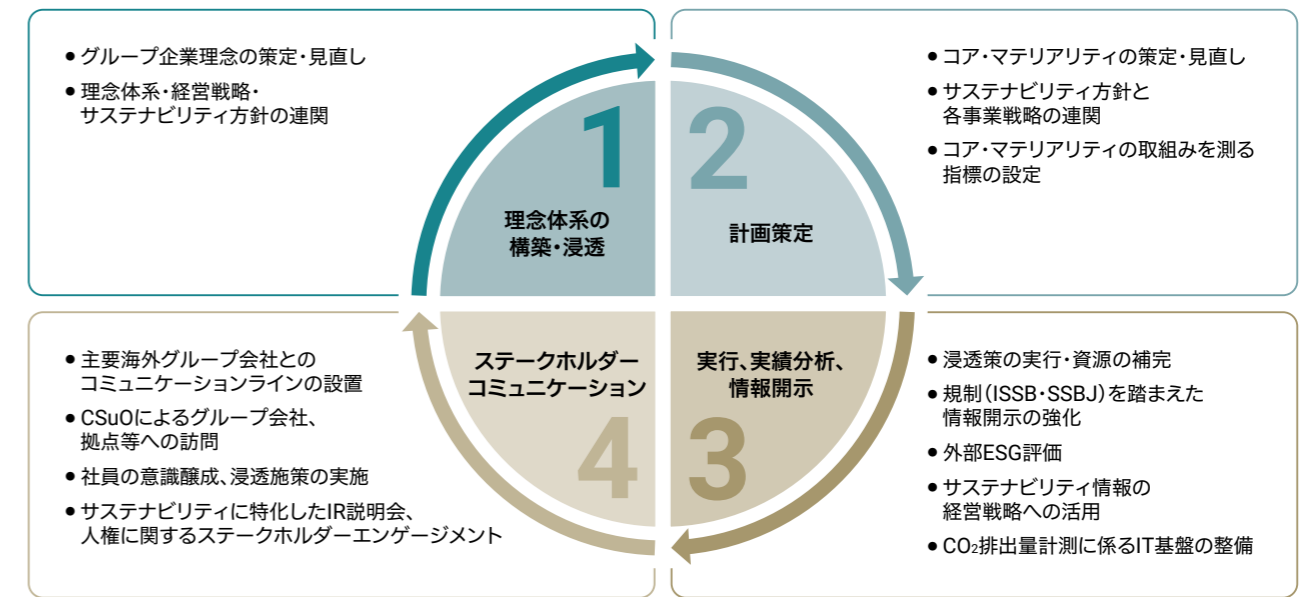 ● グループ企業理念の策定・見直し
● 理念体系・経営戦略・
サステナビリティ方針の連関
1
理念体系の
構築・浸透
2
計画策定
● コア・マテリアリティの策定・見直し
● サステナビリティ方針と
各事業戦略の連関
● コア・マテリアリティの取組みを測る
指標の設定
実行、実績分析、
情報開示
3
● 浸透策の実行・資源の補完
● 規制（ISSB・SSBJ）を踏まえた
情報開示の強化
● 外部ESG評価
● サステナビリティ情報の
経営戦略への活用
● CO₂排出量計測に係るIT基盤の整備
ステークホルダー
コミュニケーション
4
● 主要海外グループ会社との
コミュニケーションラインの設置
● CSuOによるグループ会社、
拠点等への訪問
● 社員の意識醸成、浸透施策の実施
● サステナビリティに特化したIR説明会、
人権に関するステークホルダーエンゲージメント